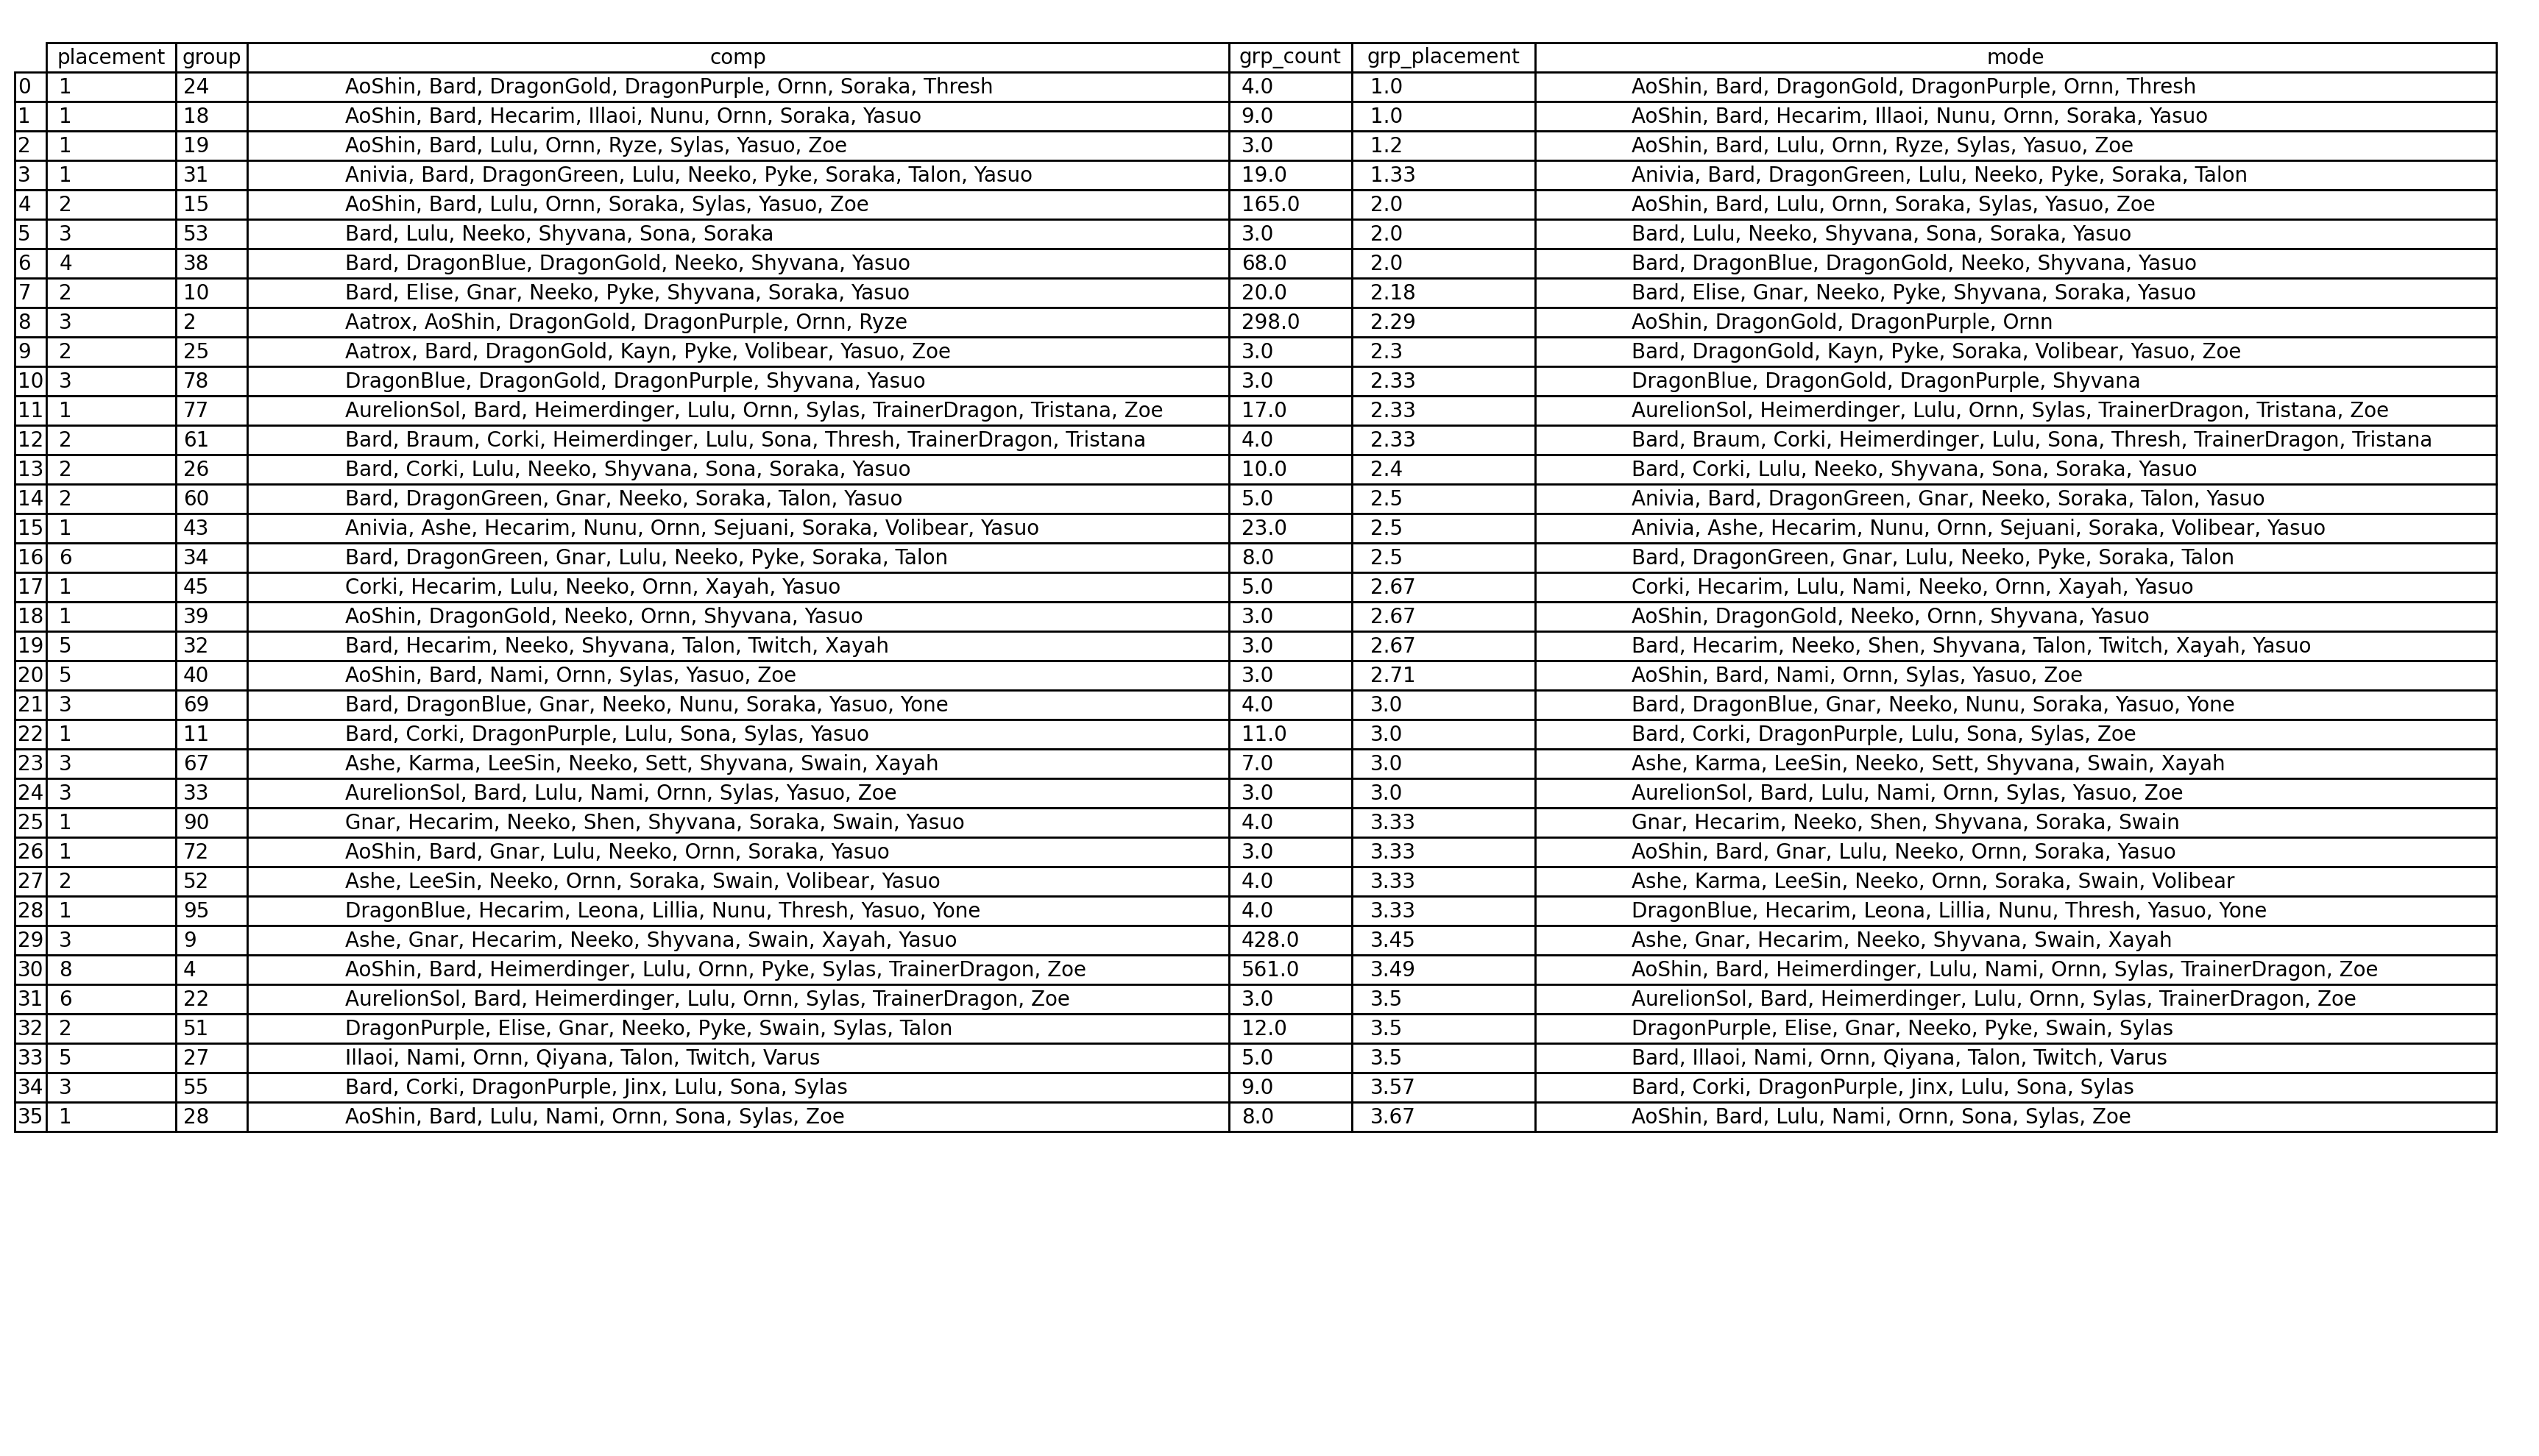 placement group comp grp_count grp_placement mode
0 1 24 AoShin, Bard, DragonGold, DragonPurple, Ornn, Soraka, Thresh 4.0 1.0 AoShin, Bard, DragonGold, DragonPurple, Ornn, Thresh
1 1 18 AoShin, Bard, Hecarim, Illaoi, Nunu, Ornn, Soraka, Yasuo 9.0 1.0 AoShin, Bard, Hecarim, Illaoi, Nunu, Ornn, Soraka, Yasuo
2 1 19 AoShin, Bard, Lulu, Ornn, Ryze, Sylas, Yasuo, Zoe 3.0 1.2 AoShin, Bard, Lulu, Ornn, Ryze, Sylas, Yasuo, Zoe
3 1 31 Anivia, Bard, DragonGreen, Lulu, Neeko, Pyke, Soraka, Talon, Yasuo 19.0 1.33 Anivia, Bard, DragonGreen, Lulu, Neeko, Pyke, Soraka, Talon
4 2 15 AoShin, Bard, Lulu, Ornn, Soraka, Sylas, Yasuo, Zoe 165.0 2.0 AoShin, Bard, Lulu, Ornn, Soraka, Sylas, Yasuo, Zoe
5 3 53 Bard, Lulu, Neeko, Shyvana, Sona, Soraka 3.0 2.0 Bard, Lulu, Neeko, Shyvana, Sona, Soraka, Yasuo
6 4 38 Bard, DragonBlue, DragonGold, Neeko, Shyvana, Yasuo 68.0 2.0 Bard, DragonBlue, DragonGold, Neeko, Shyvana, Yasuo
7 2 10 Bard, Elise, Gnar, Neeko, Pyke, Shyvana, Soraka, Yasuo 20.0 2.18 Bard, Elise, Gnar, Neeko, Pyke, Shyvana, Soraka, Yasuo
8 3 2 Aatrox, AoShin, DragonGold, DragonPurple, Ornn, Ryze 298.0 2.29 AoShin, DragonGold, DragonPurple, Ornn
9 2 25 Aatrox, Bard, DragonGold, Kayn, Pyke, Volibear, Yasuo, Zoe 3.0 2.3 Bard, DragonGold, Kayn, Pyke, Soraka, Volibear, Yasuo, Zoe
10 3 78 DragonBlue, DragonGold, DragonPurple, Shyvana, Yasuo 3.0 2.33 DragonBlue, DragonGold, DragonPurple, Shyvana
11 1 77 AurelionSol, Bard, Heimerdinger, Lulu, Ornn, Sylas, TrainerDragon, Tristana, Zoe 17.0 2.33 AurelionSol, Heimerdinger, Lulu, Ornn, Sylas, TrainerDragon, Tristana, Zoe
12 2 61 Bard, Braum, Corki, Heimerdinger, Lulu, Sona, Thresh, TrainerDragon, Tristana 4.0 2.33 Bard, Braum, Corki, Heimerdinger, Lulu, Sona, Thresh, TrainerDragon, Tristana
13 2 26 Bard, Corki, Lulu, Neeko, Shyvana, Sona, Soraka, Yasuo 10.0 2.4 Bard, Corki, Lulu, Neeko, Shyvana, Sona, Soraka, Yasuo
14 2 60 Bard, DragonGreen, Gnar, Neeko, Soraka, Talon, Yasuo 5.0 2.5 Anivia, Bard, DragonGreen, Gnar, Neeko, Soraka, Talon, Yasuo
15 1 43 Anivia, Ashe, Hecarim, Nunu, Ornn, Sejuani, Soraka, Volibear, Yasuo 23.0 2.5 Anivia, Ashe, Hecarim, Nunu, Ornn, Sejuani, Soraka, Volibear, Yasuo
16 6 34 Bard, DragonGreen, Gnar, Lulu, Neeko, Pyke, Soraka, Talon 8.0 2.5 Bard, DragonGreen, Gnar, Lulu, Neeko, Pyke, Soraka, Talon
17 1 45 Corki, Hecarim, Lulu, Neeko, Ornn, Xayah, Yasuo 5.0 2.67 Corki, Hecarim, Lulu, Nami, Neeko, Ornn, Xayah, Yasuo
18 1 39 AoShin, DragonGold, Neeko, Ornn, Shyvana, Yasuo 3.0 2.67 AoShin, DragonGold, Neeko, Ornn, Shyvana, Yasuo
19 5 32 Bard, Hecarim, Neeko, Shyvana, Talon, Twitch, Xayah 3.0 2.67 Bard, Hecarim, Neeko, Shen, Shyvana, Talon, Twitch, Xayah, Yasuo
20 5 40 AoShin, Bard, Nami, Ornn, Sylas, Yasuo, Zoe 3.0 2.71 AoShin, Bard, Nami, Ornn, Sylas, Yasuo, Zoe
21 3 69 Bard, DragonBlue, Gnar, Neeko, Nunu, Soraka, Yasuo, Yone 4.0 3.0 Bard, DragonBlue, Gnar, Neeko, Nunu, Soraka, Yasuo, Yone
22 1 11 Bard, Corki, DragonPurple, Lulu, Sona, Sylas, Yasuo 11.0 3.0 Bard, Corki, DragonPurple, Lulu, Sona, Sylas, Zoe
23 3 67 Ashe, Karma, LeeSin, Neeko, Sett, Shyvana, Swain, Xayah 7.0 3.0 Ashe, Karma, LeeSin, Neeko, Sett, Shyvana, Swain, Xayah
24 3 33 AurelionSol, Bard, Lulu, Nami, Ornn, Sylas, Yasuo, Zoe 3.0 3.0 AurelionSol, Bard, Lulu, Nami, Ornn, Sylas, Yasuo, Zoe
25 1 90 Gnar, Hecarim, Neeko, Shen, Shyvana, Soraka, Swain, Yasuo 4.0 3.33 Gnar, Hecarim, Neeko, Shen, Shyvana, Soraka, Swain
26 1 72 AoShin, Bard, Gnar, Lulu, Neeko, Ornn, Soraka, Yasuo 3.0 3.33 AoShin, Bard, Gnar, Lulu, Neeko, Ornn, Soraka, Yasuo
27 2 52 Ashe, LeeSin, Neeko, Ornn, Soraka, Swain, Volibear, Yasuo 4.0 3.33 Ashe, Karma, LeeSin, Neeko, Ornn, Soraka, Swain, Volibear
28 1 95 DragonBlue, Hecarim, Leona, Lillia, Nunu, Thresh, Yasuo, Yone 4.0 3.33 DragonBlue, Hecarim, Leona, Lillia, Nunu, Thresh, Yasuo, Yone
29 3 9 Ashe, Gnar, Hecarim, Neeko, Shyvana, Swain, Xayah, Yasuo 428.0 3.45 Ashe, Gnar, Hecarim, Neeko, Shyvana, Swain, Xayah
30 8 4 AoShin, Bard, Heimerdinger, Lulu, Ornn, Pyke, Sylas, TrainerDragon, Zoe 561.0 3.49 AoShin, Bard, Heimerdinger, Lulu, Nami, Ornn, Sylas, TrainerDragon, Zoe
31 6 22 AurelionSol, Bard, Heimerdinger, Lulu, Ornn, Sylas, TrainerDragon, Zoe 3.0 3.5 AurelionSol, Bard, Heimerdinger, Lulu, Ornn, Sylas, TrainerDragon, Zoe
32 2 51 DragonPurple, Elise, Gnar, Neeko, Pyke, Swain, Sylas, Talon 12.0 3.5 DragonPurple, Elise, Gnar, Neeko, Pyke, Swain, Sylas
33 5 27 Illaoi, Nami, Ornn, Qiyana, Talon, Twitch, Varus 5.0 3.5 Bard, Illaoi, Nami, Ornn, Qiyana, Talon, Twitch, Varus
34 3 55 Bard, Corki, DragonPurple, Jinx, Lulu, Sona, Sylas 9.0 3.57 Bard, Corki, DragonPurple, Jinx, Lulu, Sona, Sylas
35 1 28 AoShin, Bard, Lulu, Nami, Ornn, Sona, Sylas, Zoe 8.0 3.67 AoShin, Bard, Lulu, Nami, Ornn, Sona, Sylas, Zoe